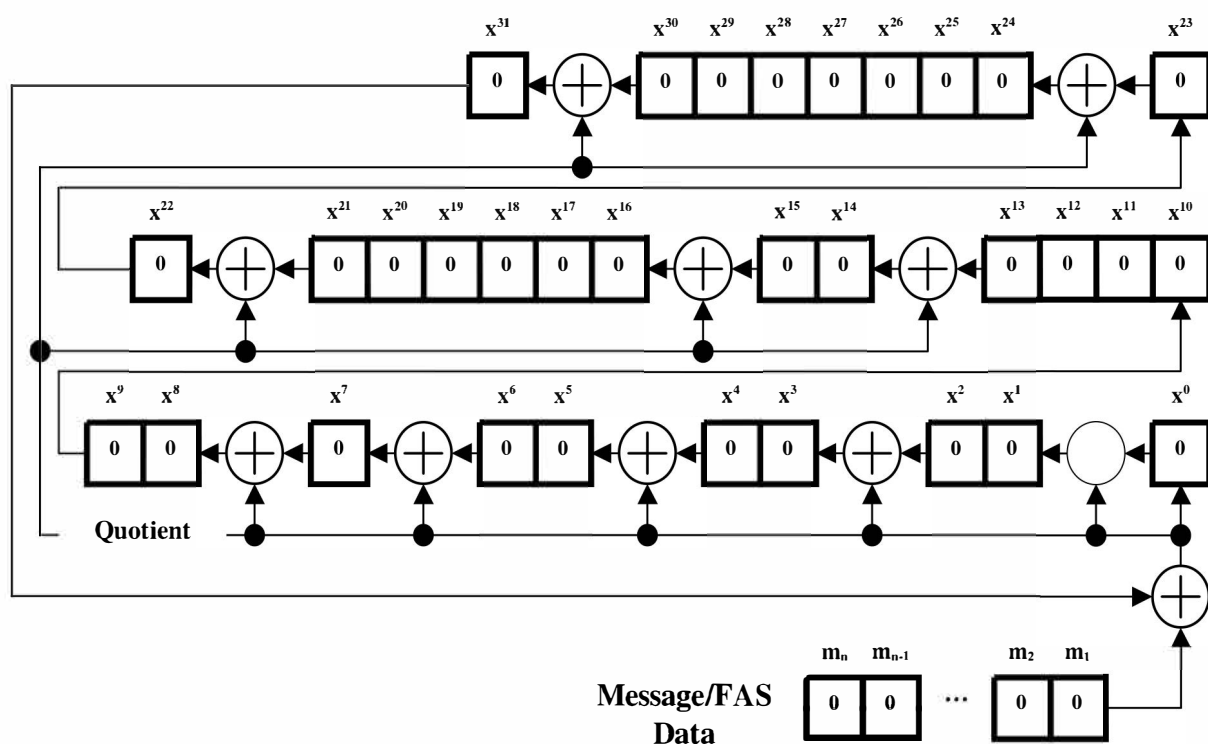 x³¹ x³⁰ x²⁹ x²⁸ x²⁷ x²⁶ x²⁵ x²⁴ x²³
0 0 0 0 0 0 0 0 0
x²² x²¹ x²⁰ x¹⁹ x¹⁸ x¹⁷ x¹⁶ x¹⁵ x¹⁴ x¹³ x¹² x¹¹ x¹⁰
0 0 0 0 0 0 0 0 0 0 0 0 0
x⁹ x⁸ x⁷ x⁶ x⁵ x⁴ x³ x² x¹ x⁰
0 0 0 0 0 0 0 0 0 0
Quotient
mₙ mₙ₋₁ m₂ m₁
Message/FAS 0 0 ... 0 0
Data